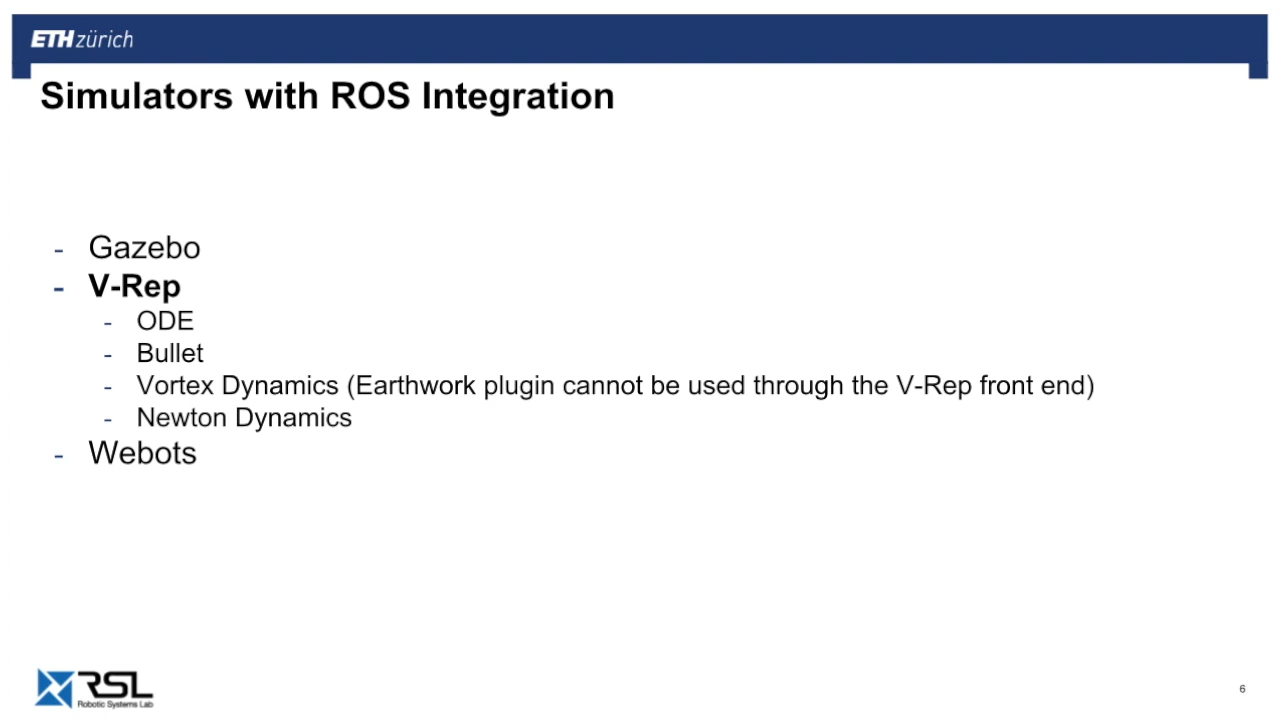 ETH zürich
Simulators with ROS Integration
- Gazebo
- V-Rep
- ODE
- Bullet
- Vortex Dynamics (Earthwork plugin cannot be used through the V-Rep front end)
- Newton Dynamics
- Webots
RSL
Robotic Systems Lab
6